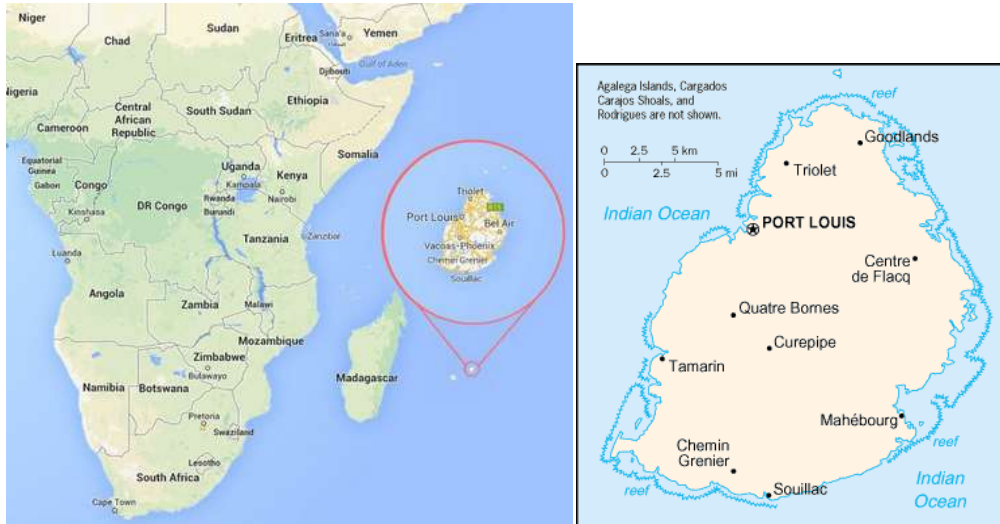 Niger
Chad
Sudan
Eritrea
Sana'a
Yemen
Gulf of Aden
Djibouti
Nigeria
Ethiopia
South Sudan
Central
African
Republic
Cameroon
Somalia
Equatorial
Guinea
Gabon
Congo
Uganda
Kampala
Kenya
Nairobi
Rwanda
Burundi
DR Congo
Kinshasa
Tanzania
Zanzibar
Luanda
Angola
Zambia
Malawi
Mozambique
Zimbabwe
Bulawayo
Namibia
Botswana
Madagascar
Pretoria
Swaziland
Lesotho
South Africa
Cape Town
Triolet
Port Louis
Bel Air
Vacoas-Phoenix
Chemin Grenier
Souillac
Agalega Islands, Cargados
Carajos Shoals, and
Rodrigues are not shown.
0 2.5 5 km
0 2.5 5 mi
reef
Goodlands
Triolet
Indian Ocean
PORT LOUIS
Centre
de Flacq
Quatre Bornes
Curepipe
Tamarin
Mahébourg
reef
Chemin
Grenier
Souillac
reef
Indian
Ocean